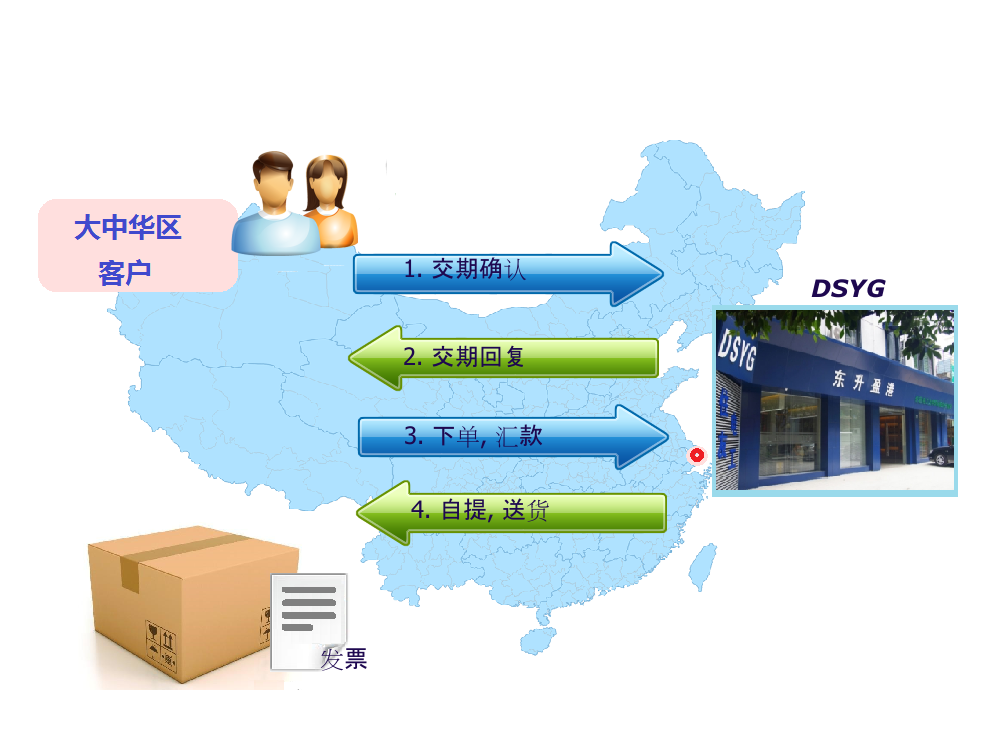 大中华区
客户
1. 交期确认
DSYG
2. 交期回复
DSYG
东升盈港
3. 下单, 汇款
4. 自提, 送货
发票